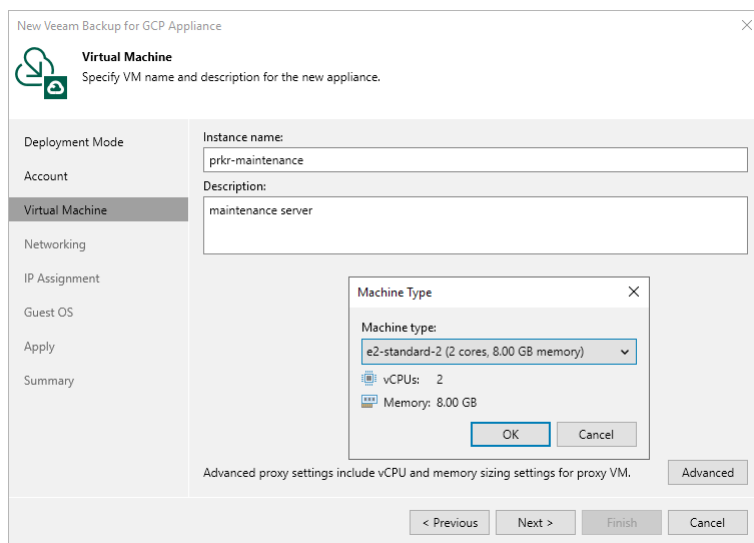 New Veeam Backup for GCP Appliance
Virtual Machine
Specify VM name and description for the new appliance.
Deployment Mode
Account
Virtual Machine
Networking
IP Assignment
Guest OS
Apply
Summary
Instance name:
prkr-maintenance
Description:
maintenance server
Machine Type
Machine type:
e2-standard-2 (2 cores, 8.00 GB memory)
vCPUs: 2
Memory: 8.00 GB
OK Cancel
Advanced proxy settings include vCPU and memory sizing settings for proxy VM. Advanced
< Previous Next > Finish Cancel